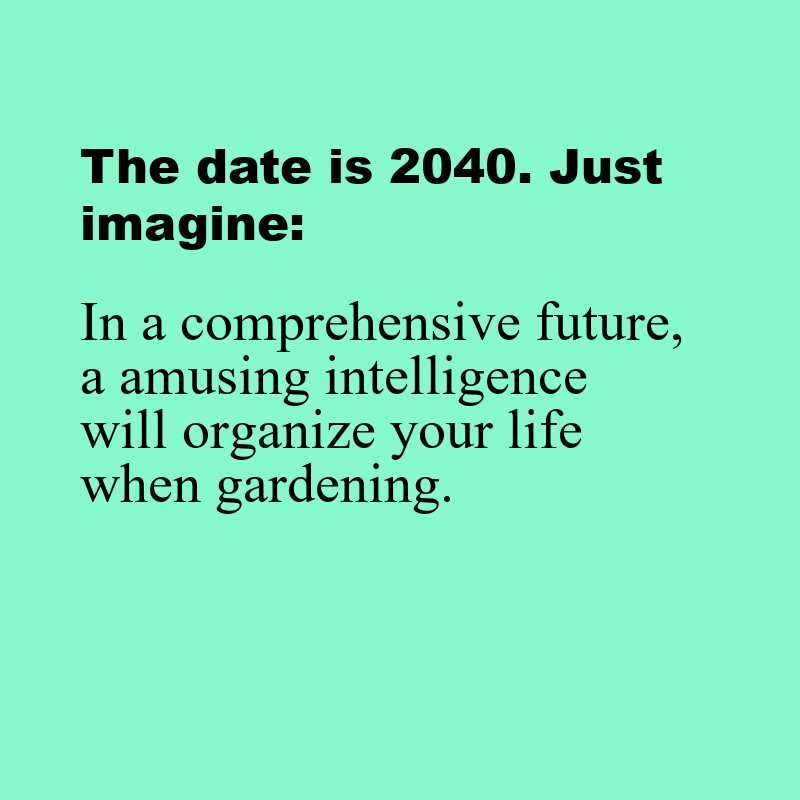 The date is 2040. Just
imagine:
In a comprehensive future,
a amusing intelligence
will organize your life
when gardening.